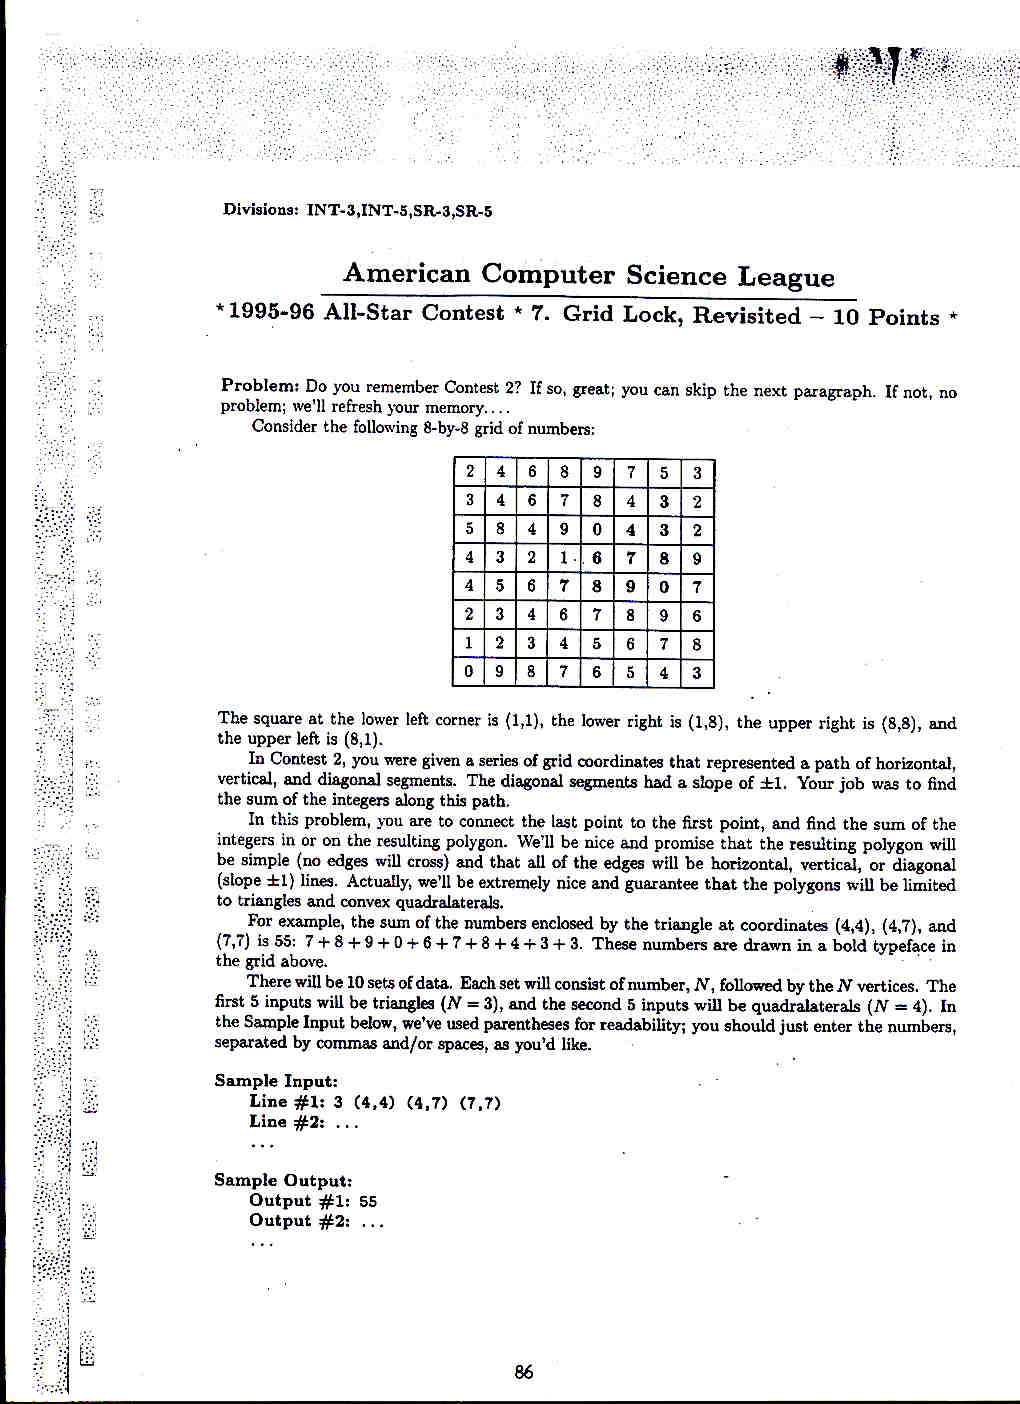 Divisions: INT-3,INT-5,SR-3,SR-5
American Computer Science League
*1995-96 All-Star Contest * 7. Grid Lock, Revisited – 10 Points *
Problem: Do you remember Contest 2? If so, great; you can skip the next paragraph. If not, no
problem; we'll refresh your memory....
Consider the following 8-by-8 grid of numbers:
2 4 6 8 9 7 5 3
3 4 6 7 8 4 3 2
5 8 4 9 0 4 3 2
4 3 2 1 6 7 8 9
4 5 6 7 8 9 0 7
2 3 4 6 7 8 9 6
1 2 3 4 5 6 7 8
0 9 8 7 6 5 4 3
The square at the lower left corner is (1,1), the lower right is (1,8), the upper right is (8,8), and
the upper left is (8,1).
In Contest 2, you were given a series of grid coordinates that represented a path of horizontal,
vertical, and diagonal segments. The diagonal segments had a slope of ±1. Your job was to find
the sum of the integers along this path.
In this problem, you are to connect the last point to the first point, and find the sum of the
integers in or on the resulting polygon. We'll be nice and promise that the resulting polygon will
be simple (no edges will cross) and that all of the edges will be horizontal, vertical, or diagonal
(slope ±1) lines. Actually, we'll be extremely nice and guarantee that the polygons will be limited
to triangles and convex quadralaterals.
For example, the sum of the numbers enclosed by the triangle at coordinates (4,4), (4,7), and
(7,7) is 55: 7 + 8 + 9 + 0 + 6 + 7 + 8 + 4 + 3 + 3. These numbers are drawn in a bold typeface in
the grid above.
There will be 10 sets of data. Each set will consist of number, N, followed by the N vertices. The
first 5 inputs will be triangles (N = 3), and the second 5 inputs will be quadralaterals (N = 4). In
the Sample Input below, we've used parentheses for readability; you should just enter the numbers,
separated by commas and/or spaces, as you'd like.
Sample Input:
Line #1: 3 (4,4) (4,7) (7,7)
Line #2: ...
...
Sample Output:
Output #1: 55
Output #2: ...
...
86